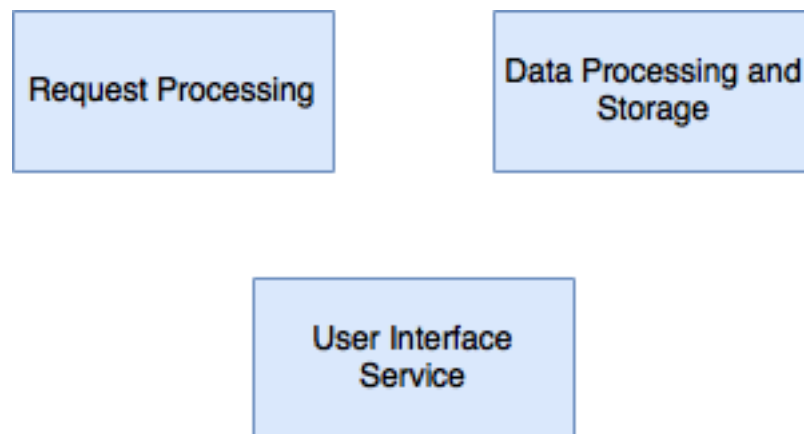 Request Processing
Data Processing and
Storage
User Interface
Service